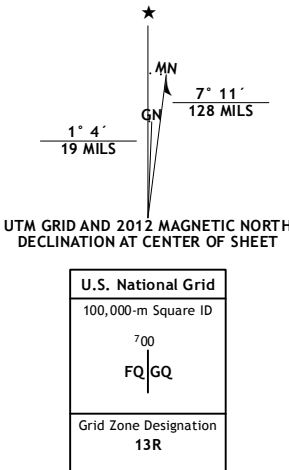 ★
MN
7° 11´
128 MILS
GN
1° 4´
19 MILS
UTM GRID AND 2012 MAGNETIC NORTH
DECLINATION AT CENTER OF SHEET
U.S. National Grid
100,000-m Square ID
⁷00
FQ GQ
Grid Zone Designation
13R